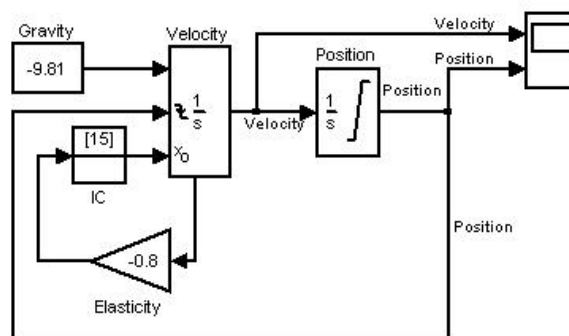 Gravity
-9.81
Velocity
1
s
x0
[15]
IC
-0.8
Elasticity
Velocity
Position
1
s
Position
Velocity
Position
Position